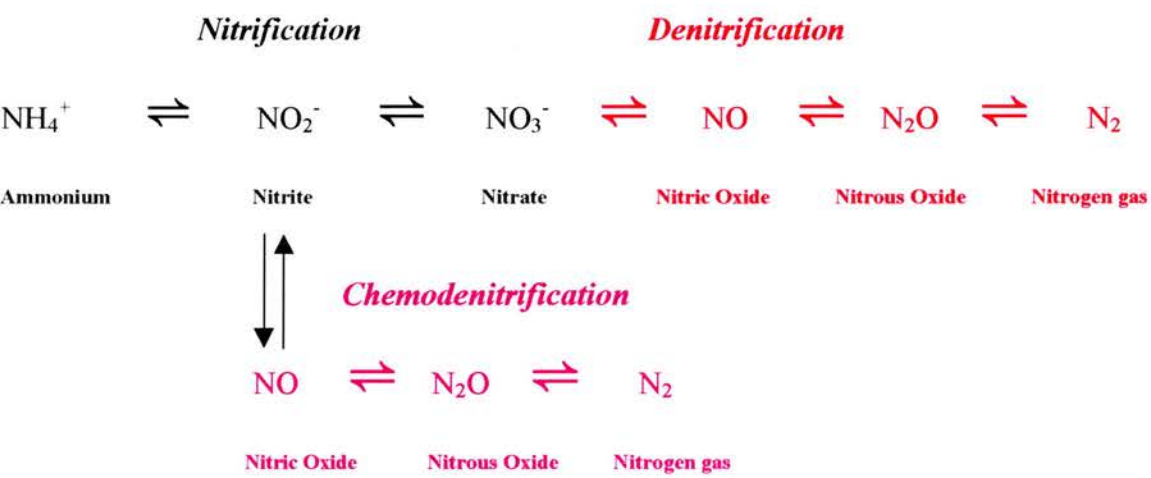 Nitrification Denitrification
NH₄⁺ ⇌ NO₂⁻ ⇌ NO₃⁻ ⇌ NO ⇌ N₂O ⇌ N₂
Ammonium Nitrite Nitrate Nitric Oxide Nitrous Oxide Nitrogen gas
Chemodenitrification
NO ⇌ N₂O ⇌ N₂
Nitric Oxide Nitrous Oxide Nitrogen gas